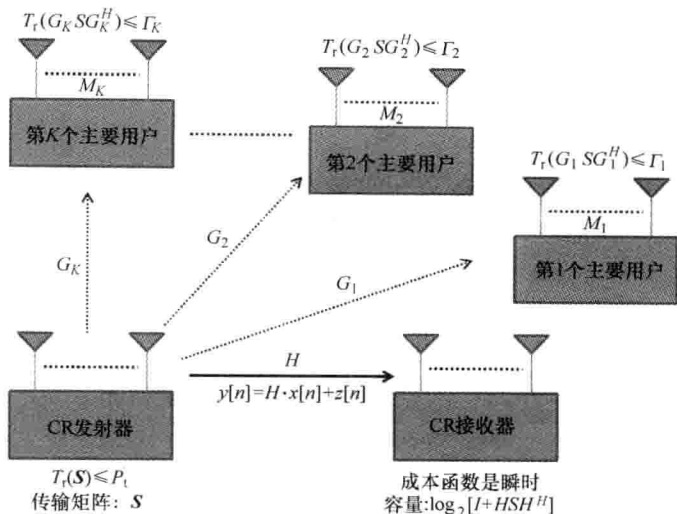 T_r(G_K SG_K^H)≤Γ_K
M_K
第K个主要用户
T_r(G_2 SG_2^H)≤Γ_2
M_2
第2个主要用户
T_r(G_1 SG_1^H)≤Γ_1
M_1
第1个主要用户
G_K
G_2
G_1
H
y[n]=H·x[n]+z[n]
CR发射器
T_r(S)≤P_t
传输矩阵：S
CR接收器
成本函数是瞬时
容量:log_2[I+HSH^H]